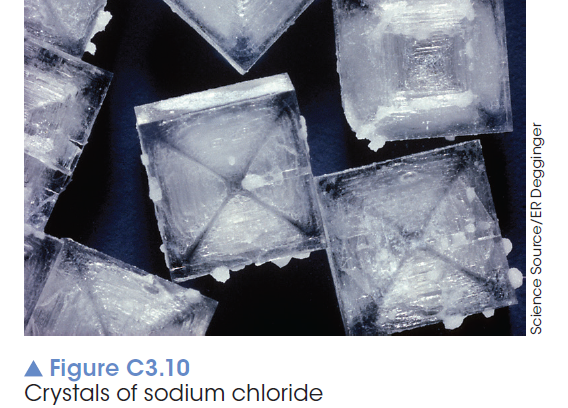 Science Source/ER Degginger
▲ Figure C3.10
Crystals of sodium chloride